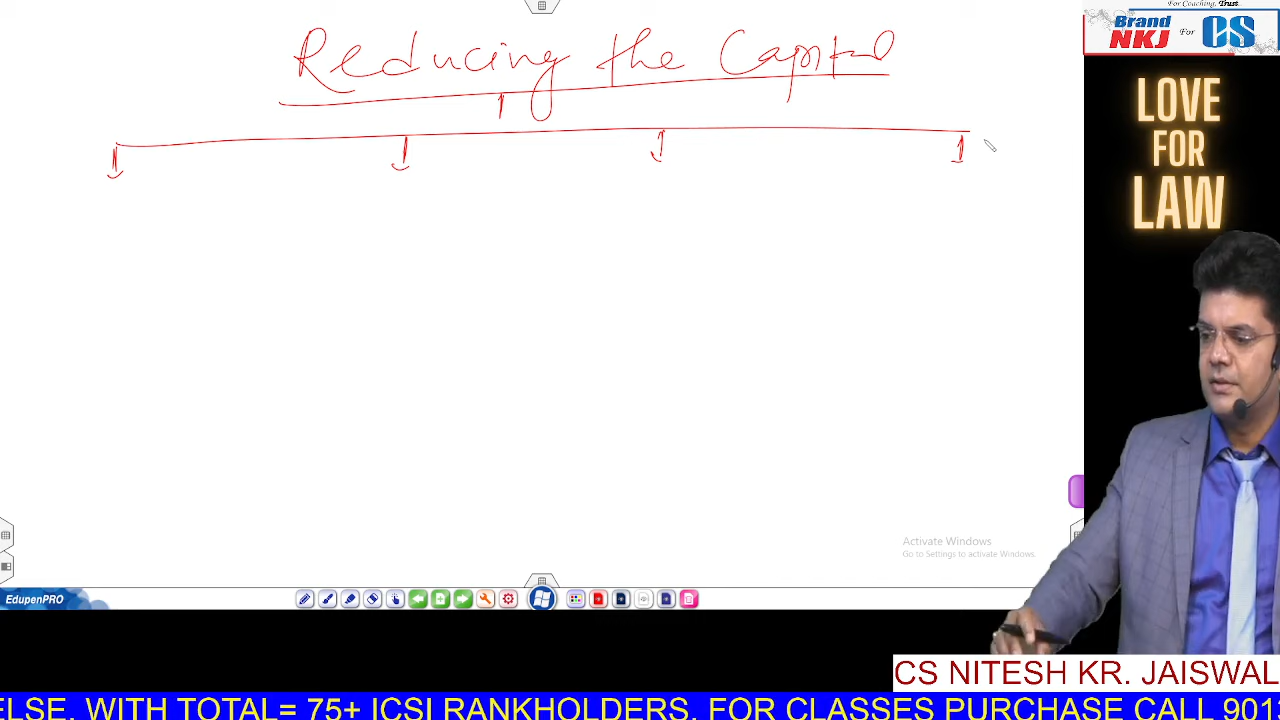 For Coaching, Trust
Brand
NKJ For CS
Reducing the Capital
LOVE
FOR
LAW
Activate Windows
Go to Settings to activate Windows.
EdupenPRO
CS NITESH KR. JAISWAL
ELSE. WITH TOTAL= 75+ ICSI RANKHOLDERS. FOR CLASSES PURCHASE CALL 901